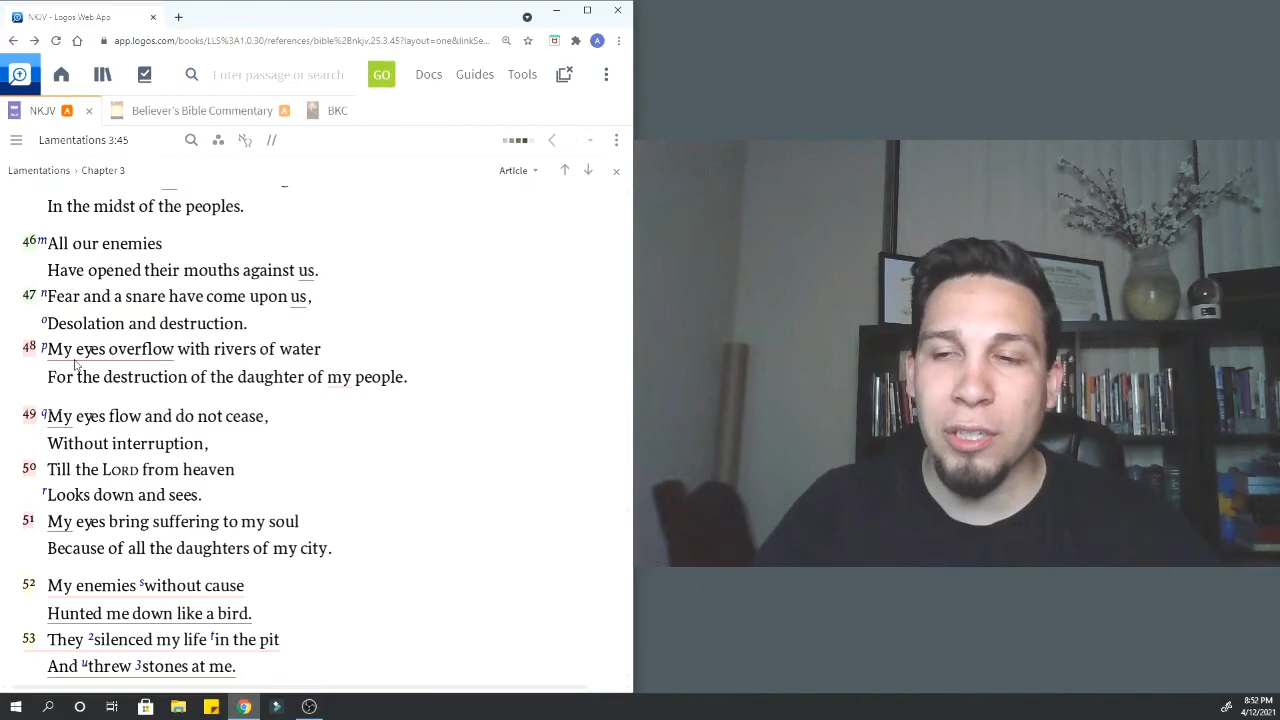 NKJV - Logos Web App
app.logos.com/books/LLS%3A1.0.30/references/bible%2Bnkjv.25.3.45?layout=one&linkSe...
A
Enter passage or search
GO
Docs
Guides
Tools
NKJV A
Believer's Bible Commentary A
BKC
Lamentations 3:45
Lamentations › Chapter 3
Article
In the midst of the peoples.
46 m All our enemies
Have opened their mouths against us.
47 n Fear and a snare have come upon us,
o Desolation and destruction.
48 p My eyes overflow with rivers of water
For the destruction of the daughter of my people.
49 q My eyes flow and do not cease,
Without interruption,
50 Till the LORD from heaven
r Looks down and sees.
51 My eyes bring suffering to my soul
Because of all the daughters of my city.
52 My enemies s without cause
Hunted me down like a bird.
53 They 2 silenced my life t in the pit
And u threw 3 stones at me.
8:52 PM
4/12/2021